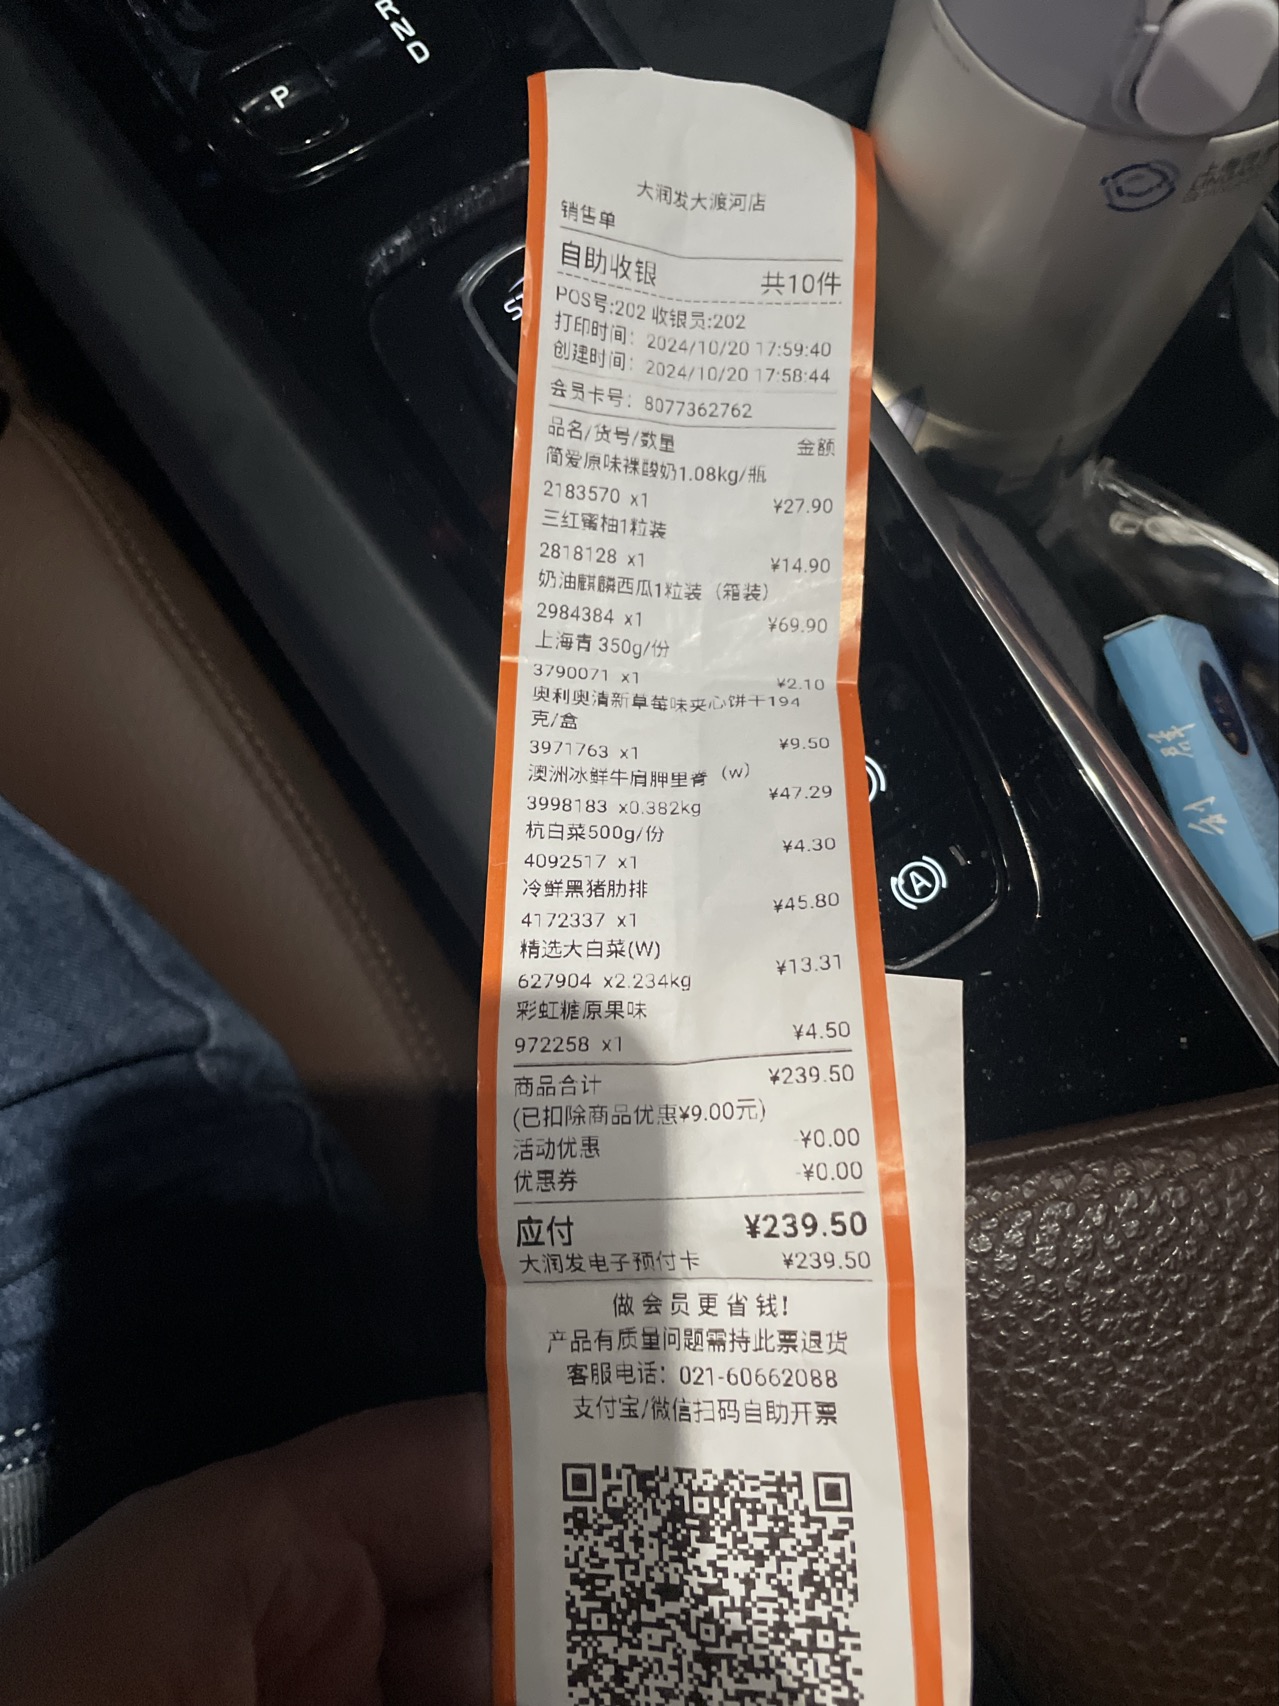 RND
P
大润发大渡河店
销售单
自助收银 共10件
POS号:202 收银员:202
打印时间: 2024/10/20 17:59:40
创建时间: 2024/10/20 17:58:44
会员卡号: 8077362762
品名/货号/数量 金额
简爱原味裸酸奶1.08kg/瓶
2183570 x1 ¥27.90
三红蜜柚1粒装
2818128 x1 ¥14.90
奶油麒麟西瓜1粒装（箱装）
2984384 x1 ¥69.90
上海青 350g/份
3790071 x1 ¥2.10
奥利奥清新草莓味夹心饼干194
克/盒
3971763 x1 ¥9.50
澳洲冰鲜牛肩胛里脊（w）
3998183 x0.382kg ¥47.29
杭白菜500g/份
4092517 x1 ¥4.30
冷鲜黑猪肋排
4172337 x1 ¥45.80
精选大白菜(W)
627904 x2.234kg ¥13.31
彩虹糖原果味
972258 x1 ¥4.50
商品合计 ¥239.50
(已扣除商品优惠¥9.00元)
活动优惠 -¥0.00
优惠券 -¥0.00
应付 ¥239.50
大润发电子预付卡 ¥239.50
做会员更省钱!
产品有质量问题需持此票退货
客服电话: 021-60662088
支付宝/微信扫码自助开票
A